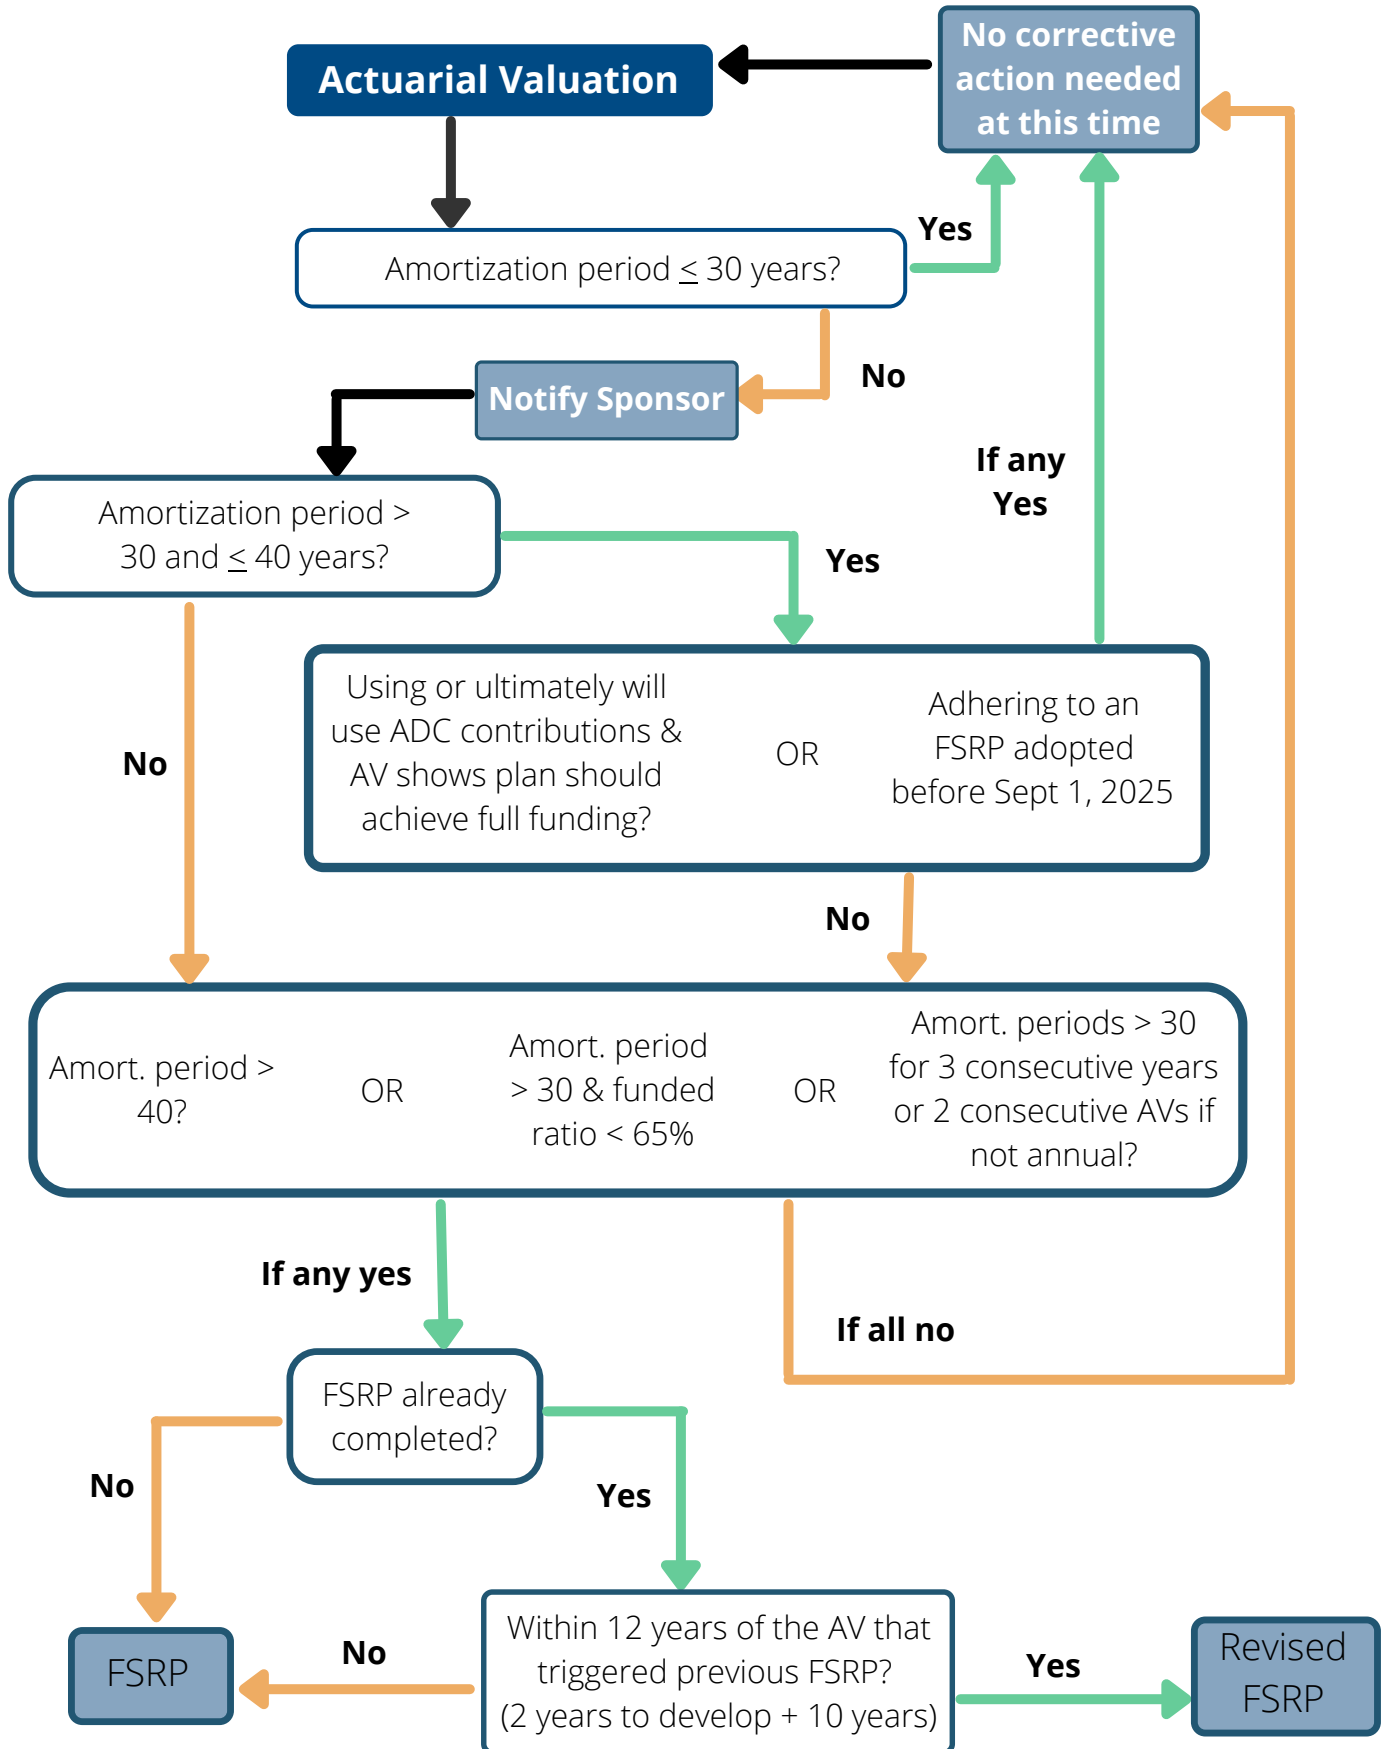 No corrective
action needed
at this time
Actuarial Valuation
Yes
Amortization period ≤ 30 years?
No
Notify Sponsor
If any
Yes
Amortization period >
30 and ≤ 40 years?
Yes
Using or ultimately will
use ADC contributions &
AV shows plan should
achieve full funding?
OR
Adhering to an
FSRP adopted
before Sept 1, 2025
No
No
Amort. period >
40?
OR
Amort. period
> 30 & funded
ratio < 65%
OR
Amort. periods > 30
for 3 consecutive years
or 2 consecutive AVs if
not annual?
If any yes
If all no
FSRP already
completed?
No
Yes
FSRP
No
Within 12 years of the AV that
triggered previous FSRP?
(2 years to develop + 10 years)
Yes
Revised
FSRP